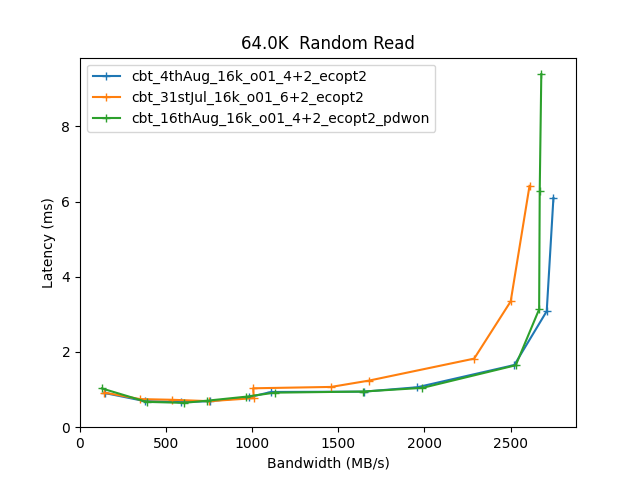 64.0K  Random Read
cbt_4thAug_16k_o01_4+2_ecopt2
cbt_31stJul_16k_o01_6+2_ecopt2
cbt_16thAug_16k_o01_4+2_ecopt2_pdwon
8
6
4
2
0
Latency (ms)
0 500 1000 1500 2000 2500
Bandwidth (MB/s)